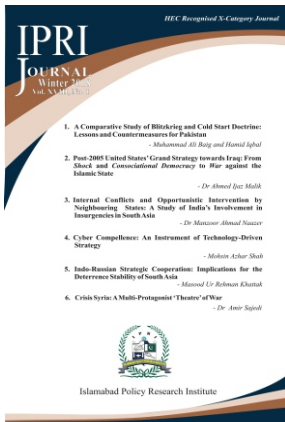 HEC Recognised X-Category Journal
IPRI
JOURNAL
Winter 2018
1. A Comparative Study of Blitzkrieg and Cold Start Doctrine:
Lessons and Countermeasures for Pakistan
- Muhammad Ali Baig and Hamid Iqbal
2. Post-2005 United States' Grand Strategy towards Iraq: From
Shock and Consociational Democracy to War against the
Islamic State
- Dr Ahmed Ijaz Malik
3. Internal Conflicts and Opportunistic Intervention by
Neighbouring States: A Study of India's Involvement in
Insurgencies in South Asia
- Dr Manzoor Ahmad Naazer
4. Cyber Compellence: An Instrument of Technology-Driven
Strategy
- Mohsin Azhar Shah
5. Indo-Russian Strategic Cooperation: Implications for the
Deterrence Stability of South Asia
- Masood Ur Rehman Khattak
6. Crisis Syria: A Multi-Protagonist 'Theatre' of War
- Dr Amir Sajedi
Islamabad Policy Research Institute